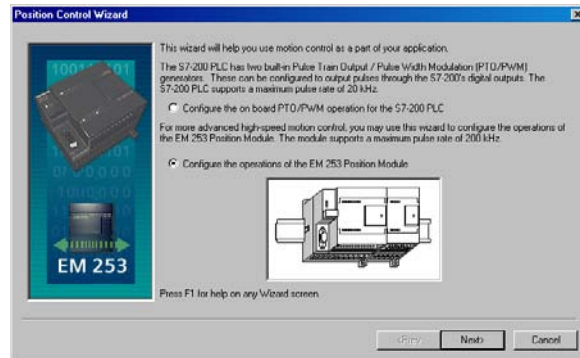 Position Control Wizard
This wizard will help you use motion control as a part of your application.
The S7-200 PLC has two built-in Pulse Train Output / Pulse Width Modulation (PTO/PWM)
generators. These can be configured to output pulses through the S7-200's digital outputs. The
S7-200 PLC supports a maximum pulse rate of 20 kHz.
Configure the on board PTO/PWM operation for the S7-200 PLC
For more advanced high-speed motion control, you may use this wizard to configure the operations of
the EM 253 Position Module. The module supports a maximum pulse rate of 200 kHz.
Configure the operations of the EM 253 Position Module
EM 253
Press F1 for help on any Wizard screen.
<Prev
Next>
Cancel